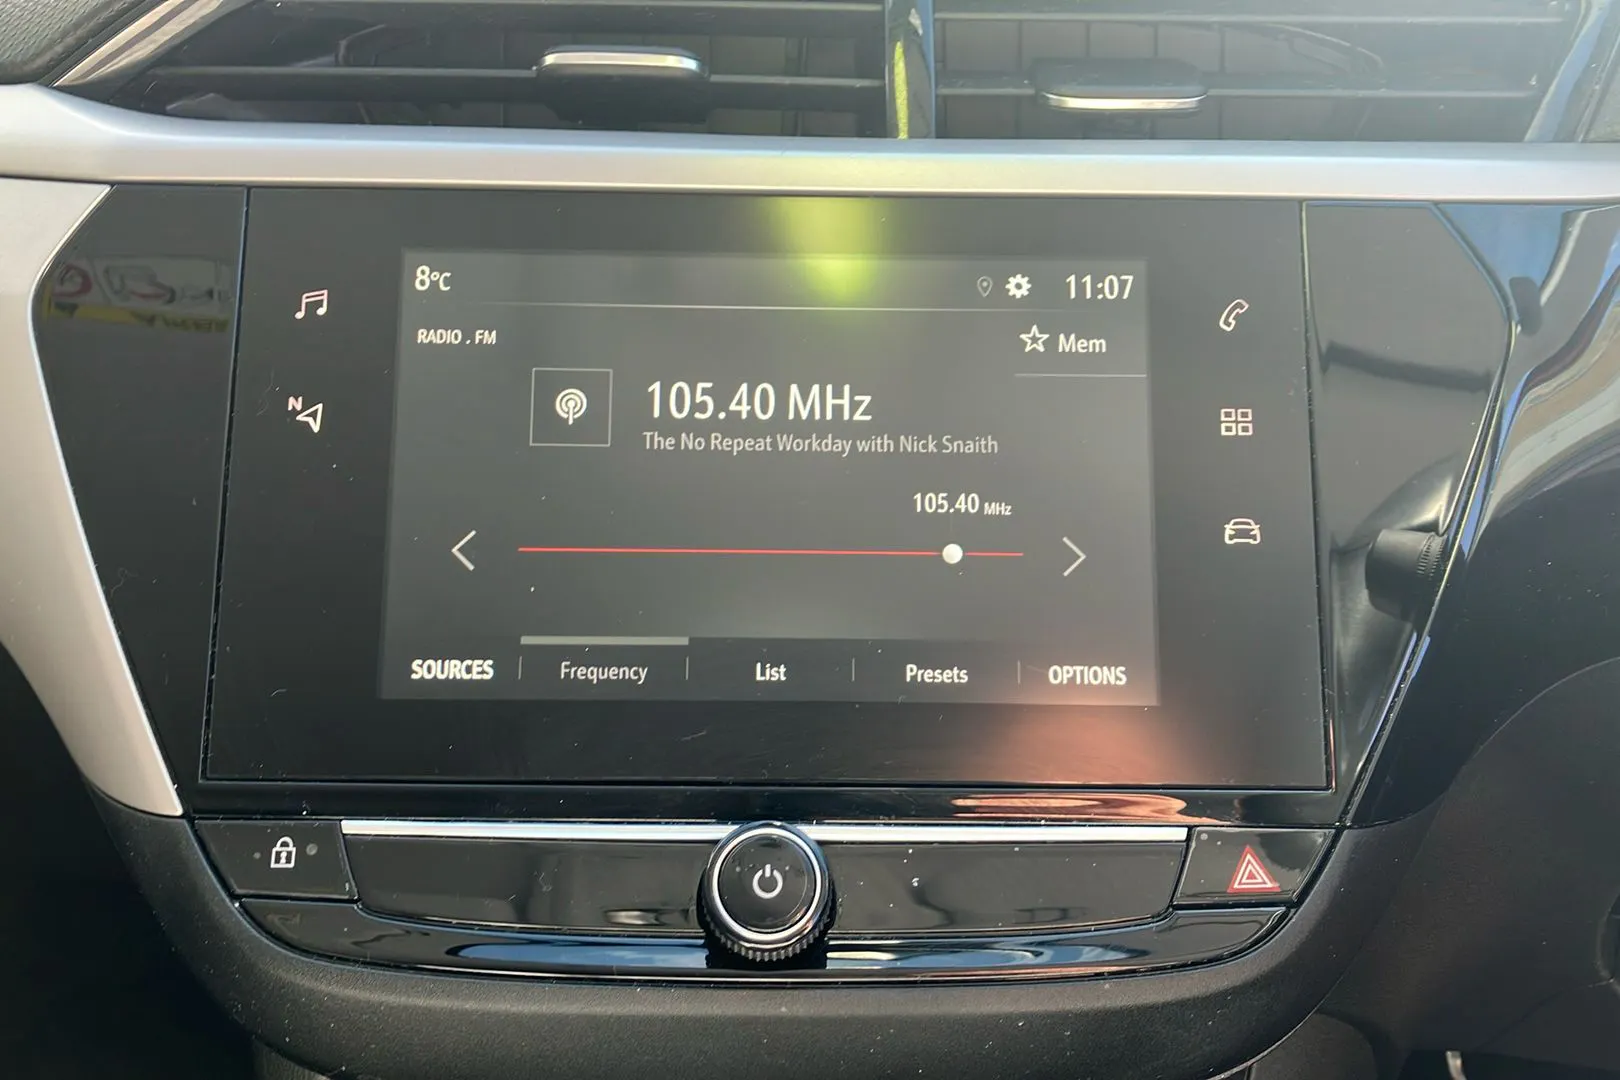 8°C
11:07
RADIO . FM
Mem
105.40 MHz
The No Repeat Workday with Nick Snaith
105.40 MHz
N
SOURCES
Frequency
List
Presets
OPTIONS